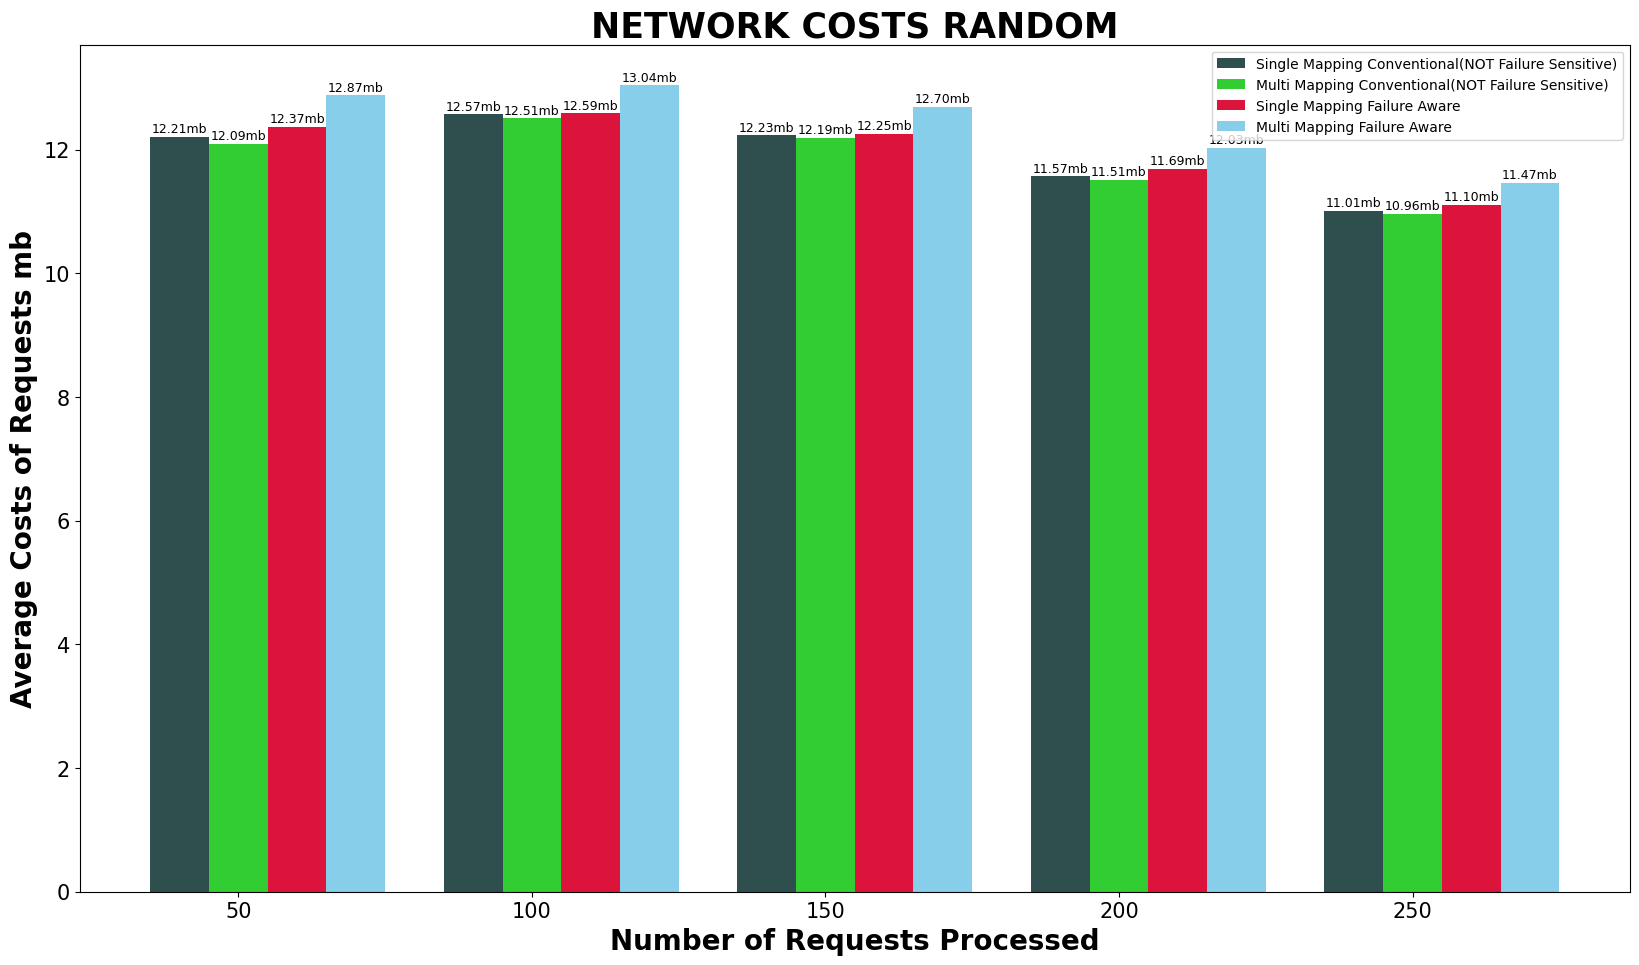 NETWORK COSTS RANDOM
Single Mapping Conventional(NOT Failure Sensitive)
Multi Mapping Conventional(NOT Failure Sensitive)
Single Mapping Failure Aware
Multi Mapping Failure Aware
12.21mb
12.09mb
12.37mb
12.87mb
12.57mb
12.51mb
12.59mb
13.04mb
12.23mb
12.19mb
12.25mb
12.70mb
11.57mb
11.51mb
11.69mb
12.03mb
11.01mb
10.96mb
11.10mb
11.47mb
Average Costs of Requests mb
12
10
8
6
4
2
0
50
100
150
200
250
Number of Requests Processed